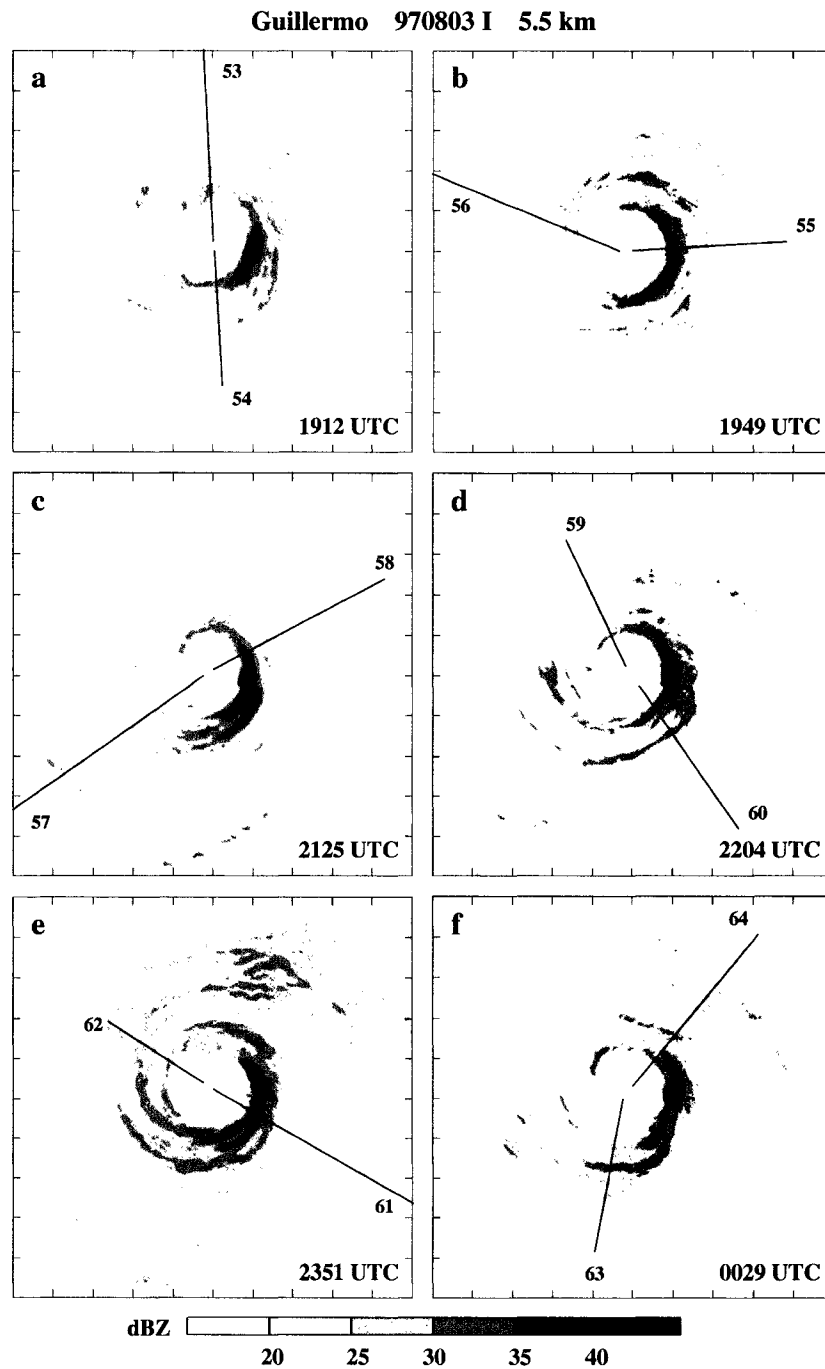 Guillermo 970803 I 5.5 km
a
53
54
1912 UTC
b
56
55
1949 UTC
c
58
57
2125 UTC
d
59
60
2204 UTC
e
62
61
2351 UTC
f
64
63
0029 UTC
dBZ
20 25 30 35 40